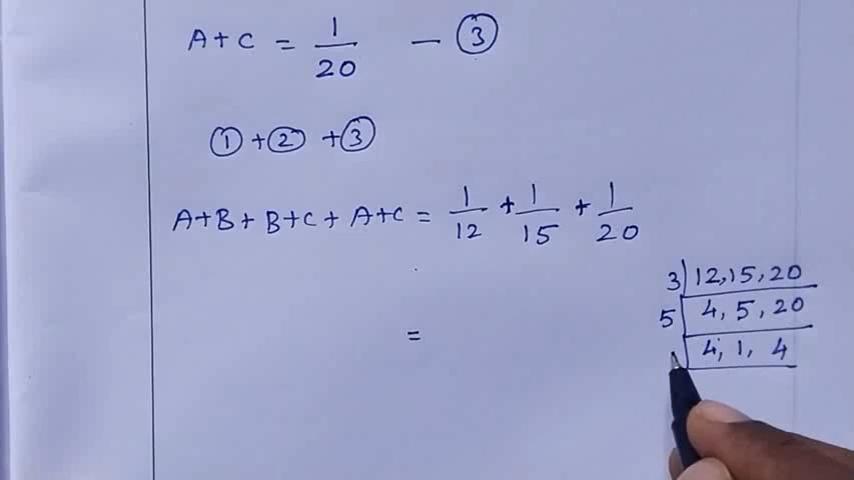 A+C = 1/20 — ③
① + ② + ③
A+B+B+C+A+C = 1/12 + 1/15 + 1/20
3 | 12, 15, 20
5 | 4, 5, 20
=
4, 1, 4